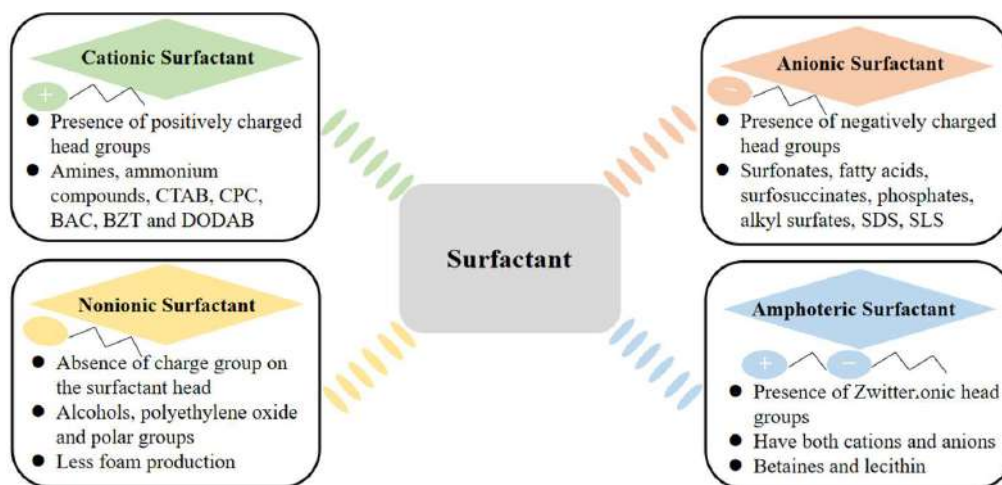 Cationic Surfactant
+
● Presence of positively charged
head groups
● Amines, ammonium
compounds, CTAB, CPC,
BAC, BZT and DODAB
Anionic Surfactant
−
● Presence of negatively charged
head groups
● Surfonates, fatty acids,
surfosuccinates, phosphates,
alkyl surfates, SDS, SLS
Surfactant
Nonionic Surfactant
● Absence of charge group on
the surfactant head
● Alcohols, polyethylene oxide
and polar groups
● Less foam production
Amphoteric Surfactant
+ −
● Presence of Zwitter.onic head
groups
● Have both cations and anions
● Betaines and lecithin